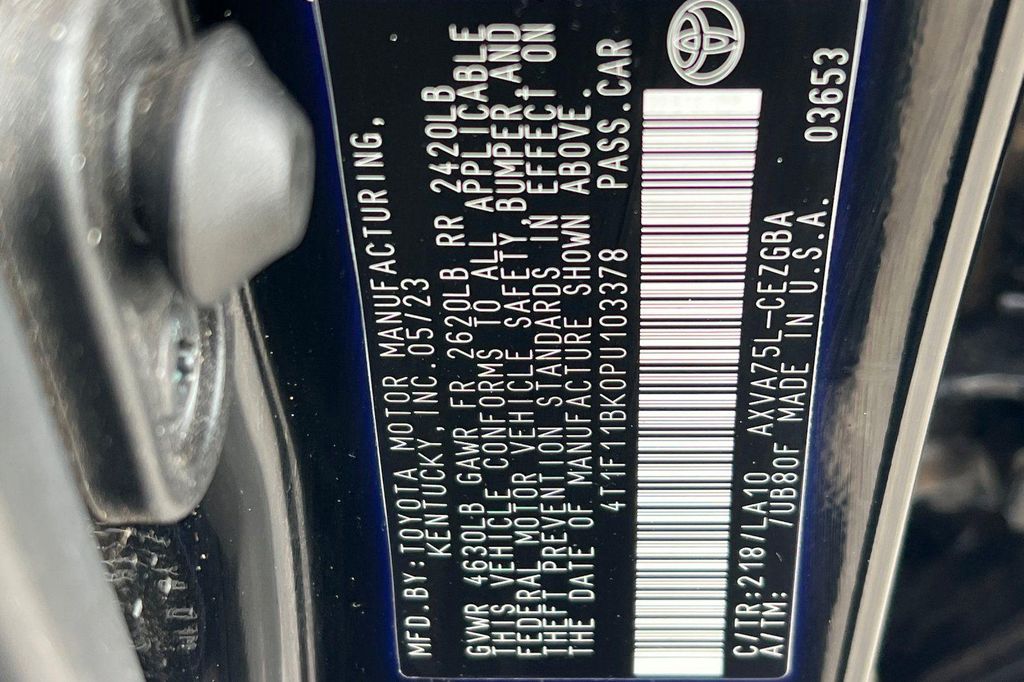 MFD.BY:TOYOTA MOTOR MANUFACTURING,
KENTUCKY, INC.05/23
GVWR 4630LB GAWR FR 2620LB RR 2420LB
THIS VEHICLE CONFORMS TO ALL APPLICABLE
FEDERAL MOTOR VEHICLE SAFETY,BUMPER AND
THEFT PREVENTION STANDARDS IN EFFECT ON
THE DATE OF MANUFACTURE SHOWN ABOVE.
4T1F11BK0PU103378 PASS.CAR
C/TR:218/LA10 AXVA75L-CEZGBA
A/TM: /UB80F MADE IN U.S.A. 03653